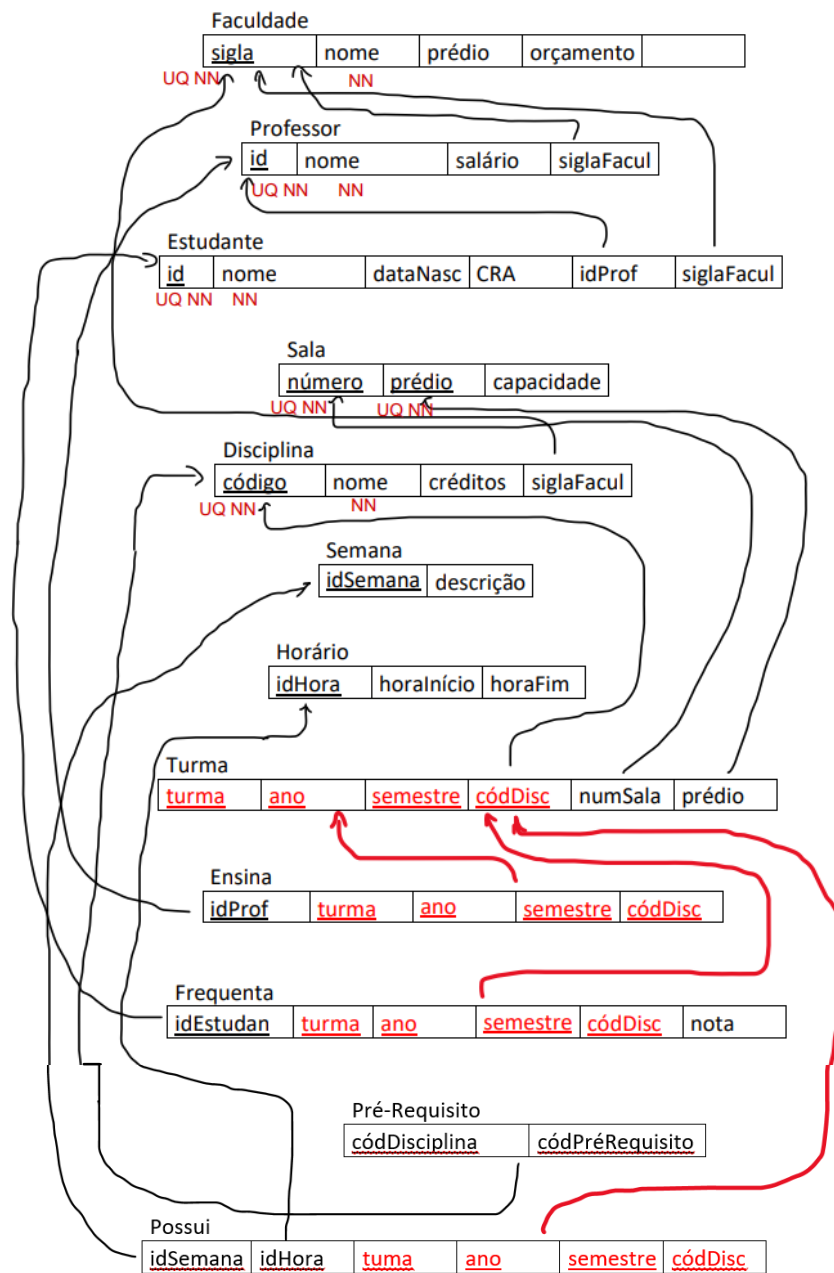 Faculdade
sigla nome prédio orçamento
UQ NN NN
Professor
id nome salário siglaFacul
UQ NN NN
Estudante
id nome dataNasc CRA idProf siglaFacul
UQ NN NN
Sala
número prédio capacidade
UQ NN UQ NN
Disciplina
código nome créditos siglaFacul
UQ NN NN
Semana
idSemana descrição
Horário
idHora horaInício horaFim
Turma
turma ano semestre códDisc numSala prédio
Ensina
idProf turma ano semestre códDisc
Frequenta
idEstudan turma ano semestre códDisc nota
Pré-Requisito
códDisciplina códPréRequisito
Possui
idSemana idHora tuma ano semestre códDisc